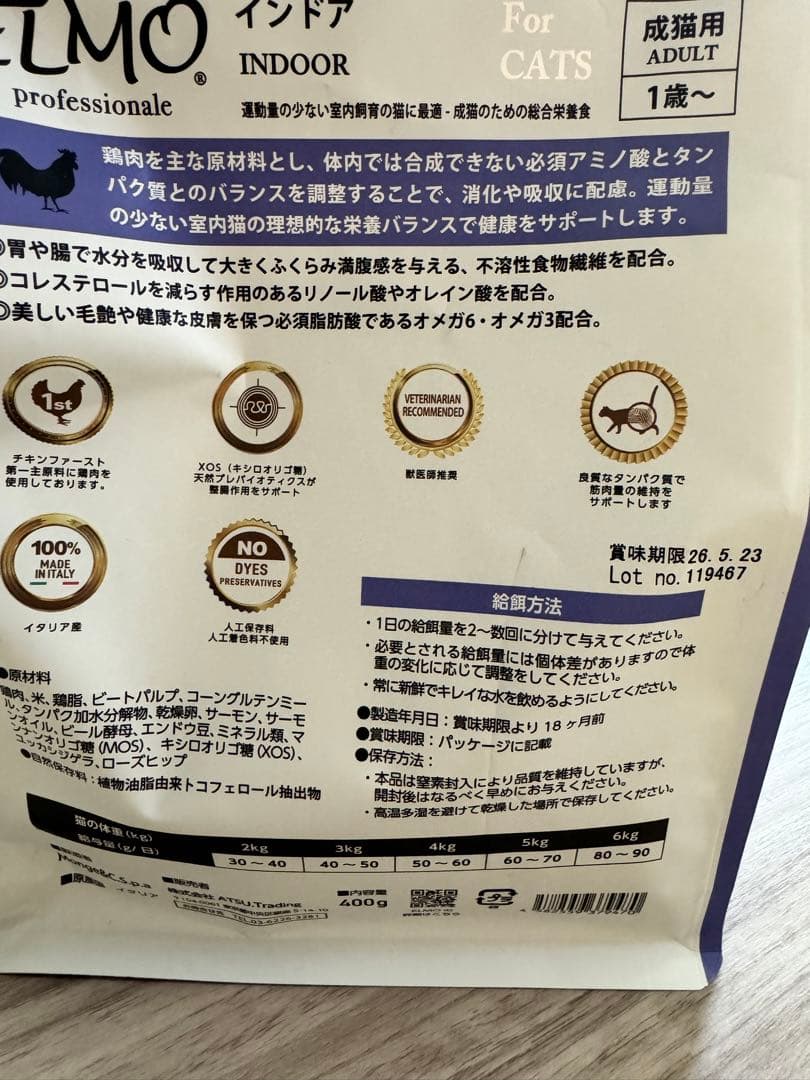 ELMO®
professionale
インドア
INDOOR
For
CATS
成猫用
ADULT
1歳～
運動量の少ない室内飼育の猫に最適 - 成猫のための総合栄養食
鶏肉を主な原材料とし、体内では合成できない必須アミノ酸とタン
パク質とのバランスを調整することで、消化や吸収に配慮。運動量
の少ない室内猫の理想的な栄養バランスで健康をサポートします。
◎胃や腸で水分を吸収して大きくふくらみ満腹感を与える、不溶性食物繊維を配合。
◎コレステロールを減らす作用のあるリノール酸やオレイン酸を配合。
◎美しい毛艶や健康な皮膚を保つ必須脂肪酸であるオメガ6・オメガ3配合。
1st
チキンファースト
第一主原料に鶏肉を
使用しております。
XOS（キシロオリゴ糖）
天然プレバイオティクスが
整腸作用をサポート
VETERINARIAN
RECOMMENDED
獣医師推奨
良質なタンパク質で
筋肉量の維持を
サポートします
100%
MADE
IN ITALY
イタリア産
NO
DYES
PRESERVATIVES
人工保存料
人工着色料不使用
賞味期限26.5.23
Lot no.119467
給餌方法
・1日の給餌量を2～数回に分けて与えてください。
・必要とされる給餌量には個体差がありますので体
重の変化に応じて調整をしてください。
・常に新鮮でキレイな水を飲めるようにしてください。
●製造年月日：賞味期限より18ヶ月前
●賞味期限：パッケージに記載
●保存方法：
・本品は窒素封入により品質を維持していますが、
開封後はなるべく早めにお与えください。
・高温多湿を避けて乾燥した場所で保存してください。
●原材料
鶏肉、米、鶏脂、ビートパルプ、コーングルテンミー
ル、タンパク加水分解物、乾燥卵、サーモン、サーモ
ンオイル、ビール酵母、エンドウ豆、ミネラル類、マ
ンナンオリゴ糖（MOS）、キシロオリゴ糖（XOS）、
ユッカシジゲラ、ローズヒップ
●自然保存料：植物油脂由来トコフェロール抽出物
猫の体重(kg) 2kg 3kg 4kg 5kg 6kg
給与量(g/日) 30～40 40～50 50～60 60～70 80～90
■製造者
Monge&C.s.p.a
■原産国 イタリア
■販売者
株式会社 ATSU.Trading
TEL.03-6226-3281
■内容量
400g
プラ